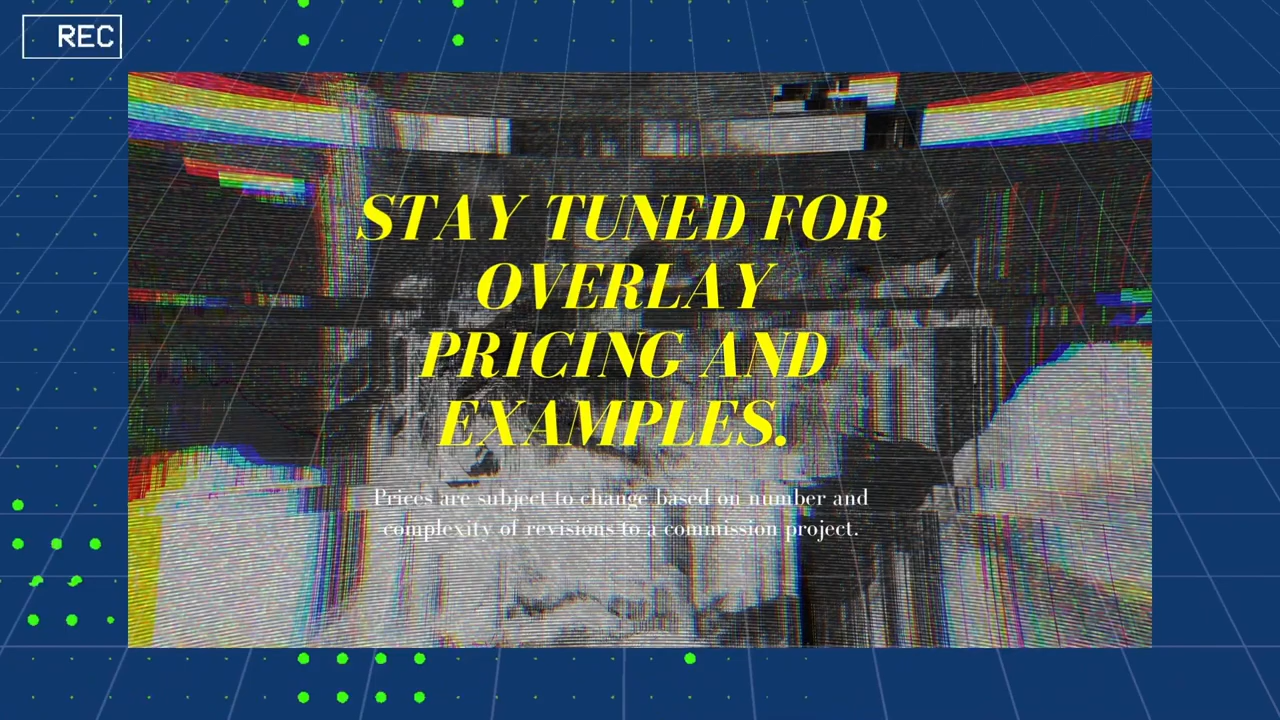 REC
STAY TUNED FOR
OVERLAY
PRICING AND
EXAMPLES.
Prices are subject to change based on number and
complexity of revisions to a commission project.